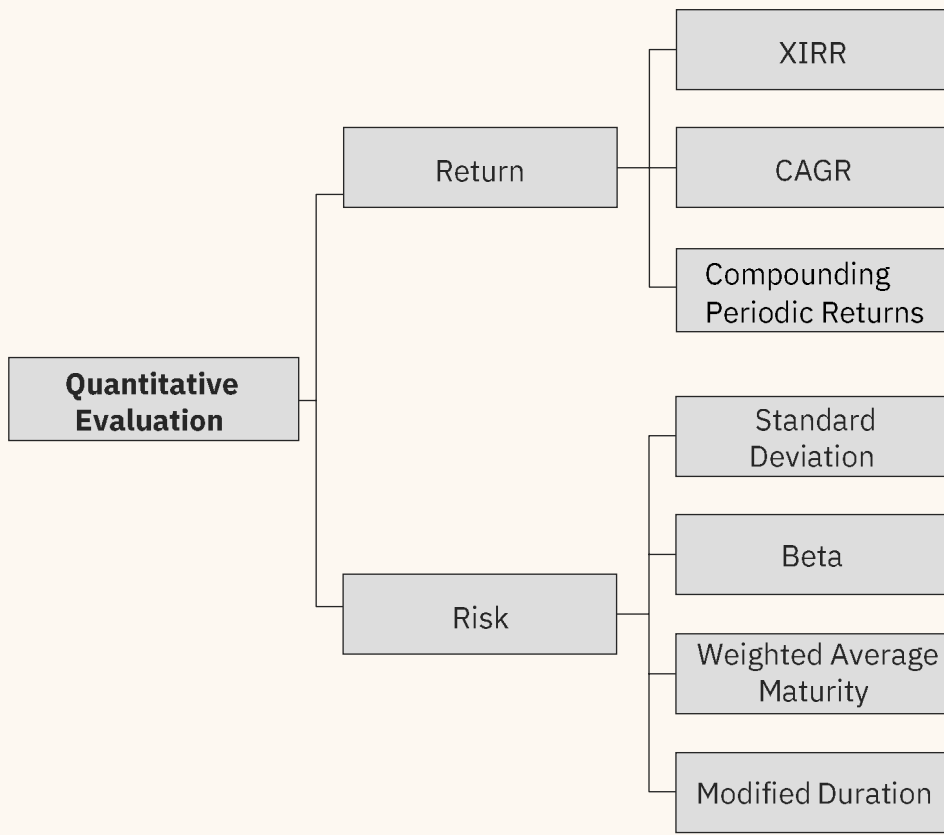 XIRR
Return
CAGR
Compounding
Periodic Returns
Quantitative
Evaluation
Standard
Deviation
Beta
Risk
Weighted Average
Maturity
Modified Duration